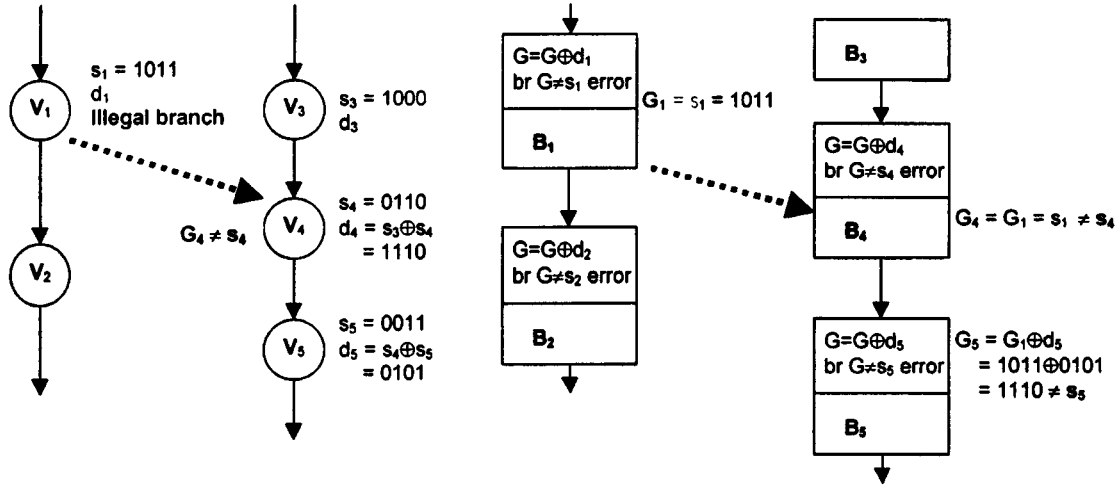 s₁ = 1011
d₁
Illegal branch
V₁
V₂
V₃
s₃ = 1000
d₃
G₄ ≠ s₄
V₄
s₄ = 0110
d₄ = s₃⊕s₄
= 1110
V₅
s₅ = 0011
d₅ = s₄⊕s₅
= 0101
G=G⊕d₁
br G≠s₁ error
B₁
G₁ = s₁ = 1011
G=G⊕d₂
br G≠s₂ error
B₂
B₃
G=G⊕d₄
br G≠s₄ error
B₄
G₄ = G₁ = s₁ ≠ s₄
G=G⊕d₅
br G≠s₅ error
B₅
G₅ = G₁⊕d₅
= 1011⊕0101
= 1110 ≠ s₅